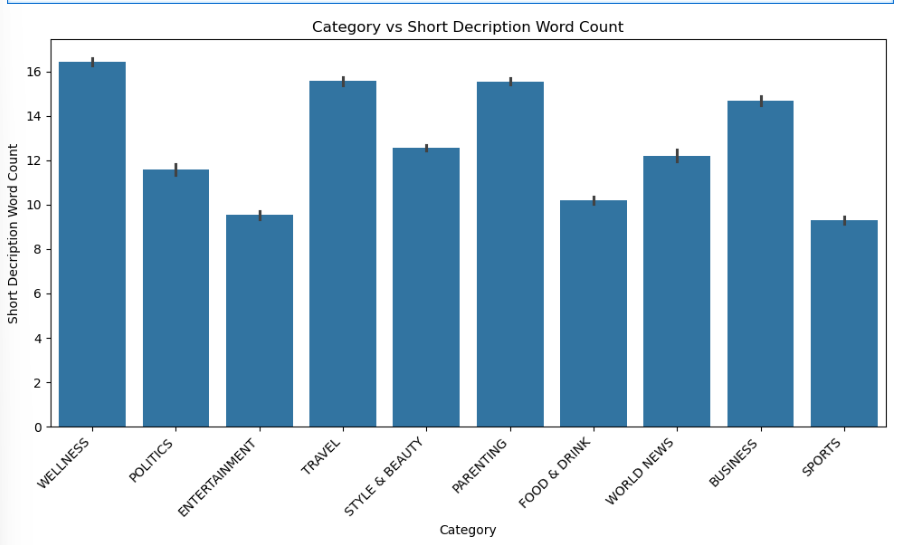 Category vs Short Decription Word Count
Short Decription Word Count
16
14
12
10
8
6
4
2
0
WELLNESS
POLITICS
ENTERTAINMENT
TRAVEL
STYLE & BEAUTY
PARENTING
FOOD & DRINK
WORLD NEWS
BUSINESS
SPORTS
Category